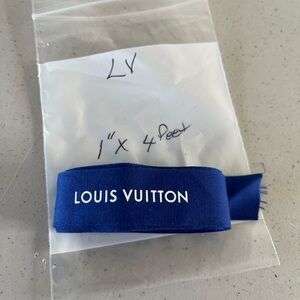 LV
1" X 4 feet
LOUIS VUITTON